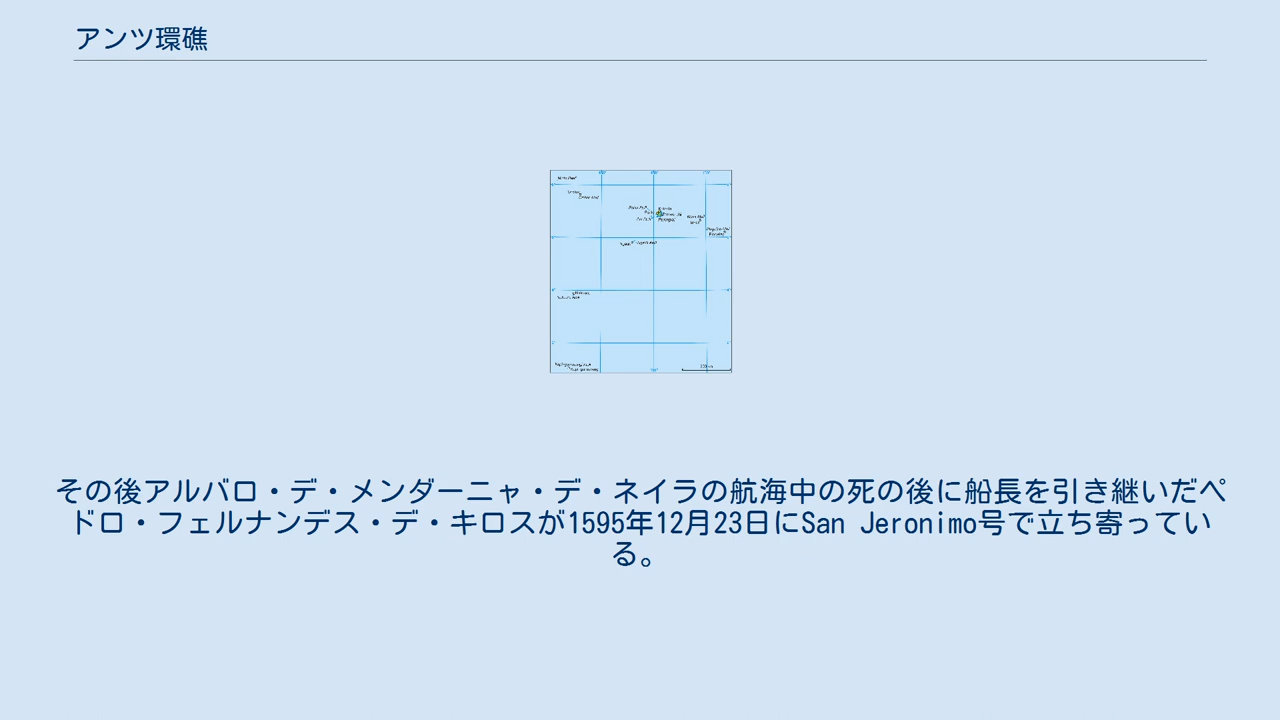 アンツ環礁
その後アルバロ・デ・メンダーニャ・デ・ネイラの航海中の死の後に船長を引き継いだペ
ドロ・フェルナンデス・デ・キロスが1595年12月23日にSan Jeronimo号で立ち寄ってい
る。